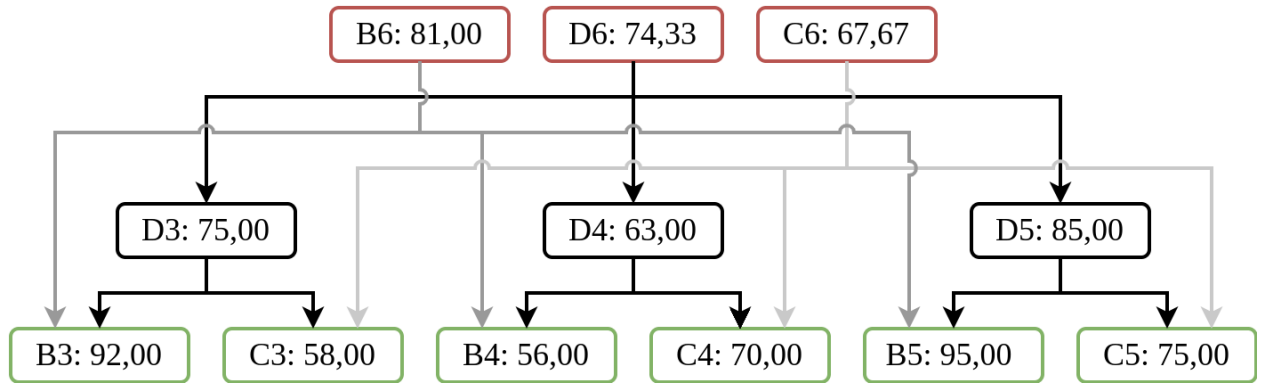 B6: 81,00
D6: 74,33
C6: 67,67
D3: 75,00
D4: 63,00
D5: 85,00
B3: 92,00
C3: 58,00
B4: 56,00
C4: 70,00
B5: 95,00
C5: 75,00